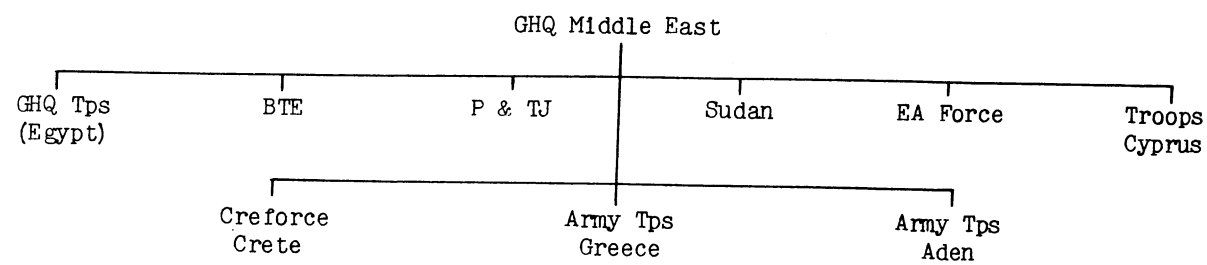 GHQ Middle East
GHQ Tps
(Egypt)
BTE
P & TJ
Sudan
EA Force
Troops
Cyprus
Creforce
Crete
Army Tps
Greece
Army Tps
Aden